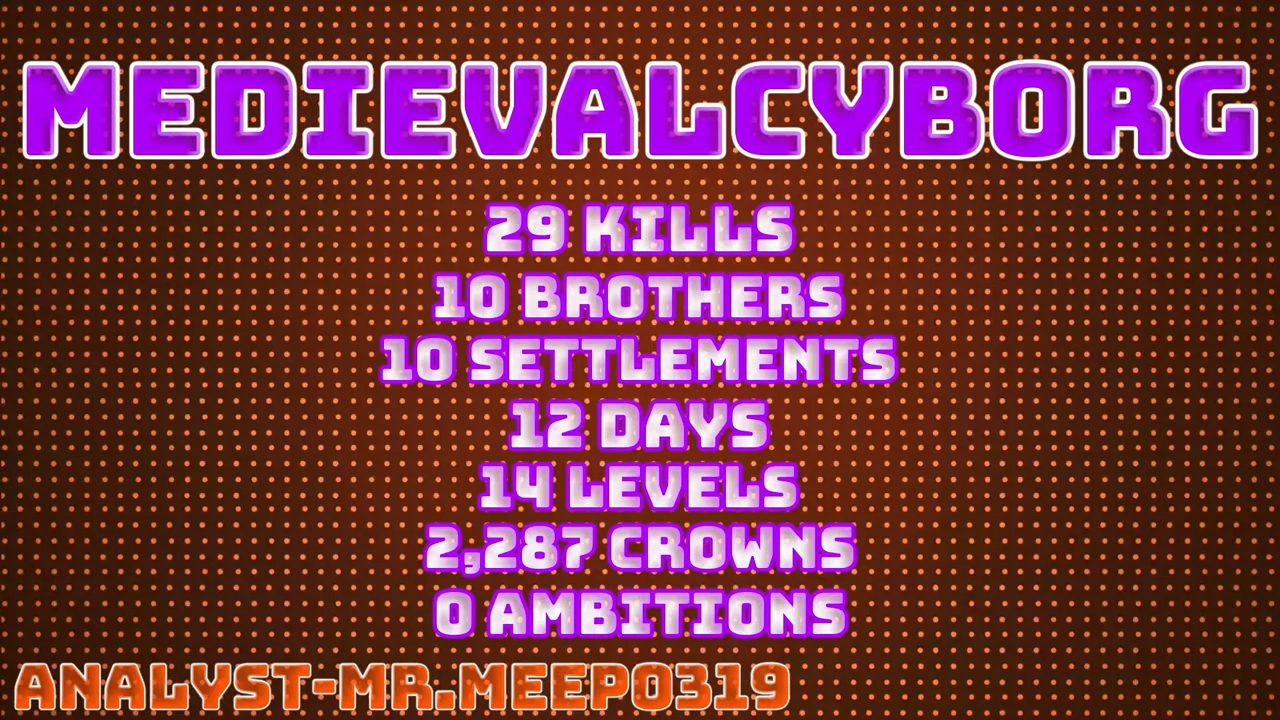 MEDIEVALCYBORG
29 KILLS
10 BROTHERS
10 SETTLEMENTS
12 DAYS
14 LEVELS
2,287 CROWNS
0 AMBITIONS
ANALYST-MR.MEEP0319